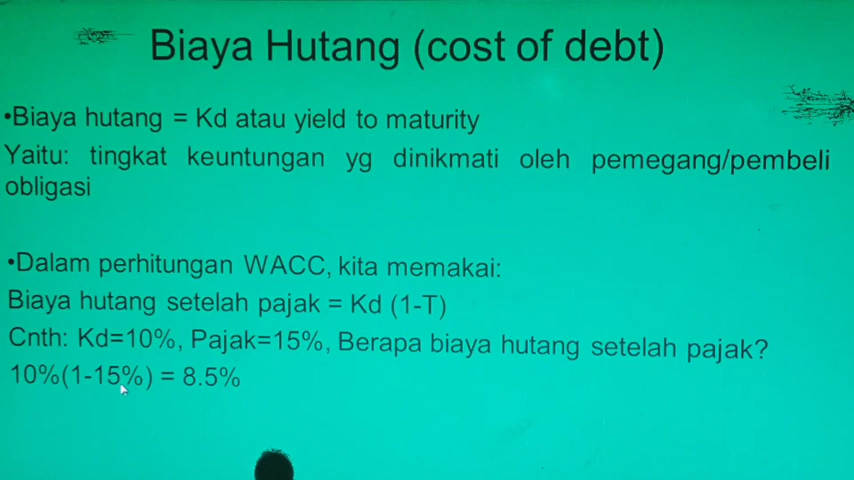 Biaya Hutang (cost of debt)
•Biaya hutang = Kd atau yield to maturity
Yaitu: tingkat keuntungan yg dinikmati oleh pemegang/pembeli
obligasi
•Dalam perhitungan WACC, kita memakai:
Biaya hutang setelah pajak = Kd (1-T)
Cnth: Kd=10%, Pajak=15%, Berapa biaya hutang setelah pajak?
10%(1-15%) = 8.5%